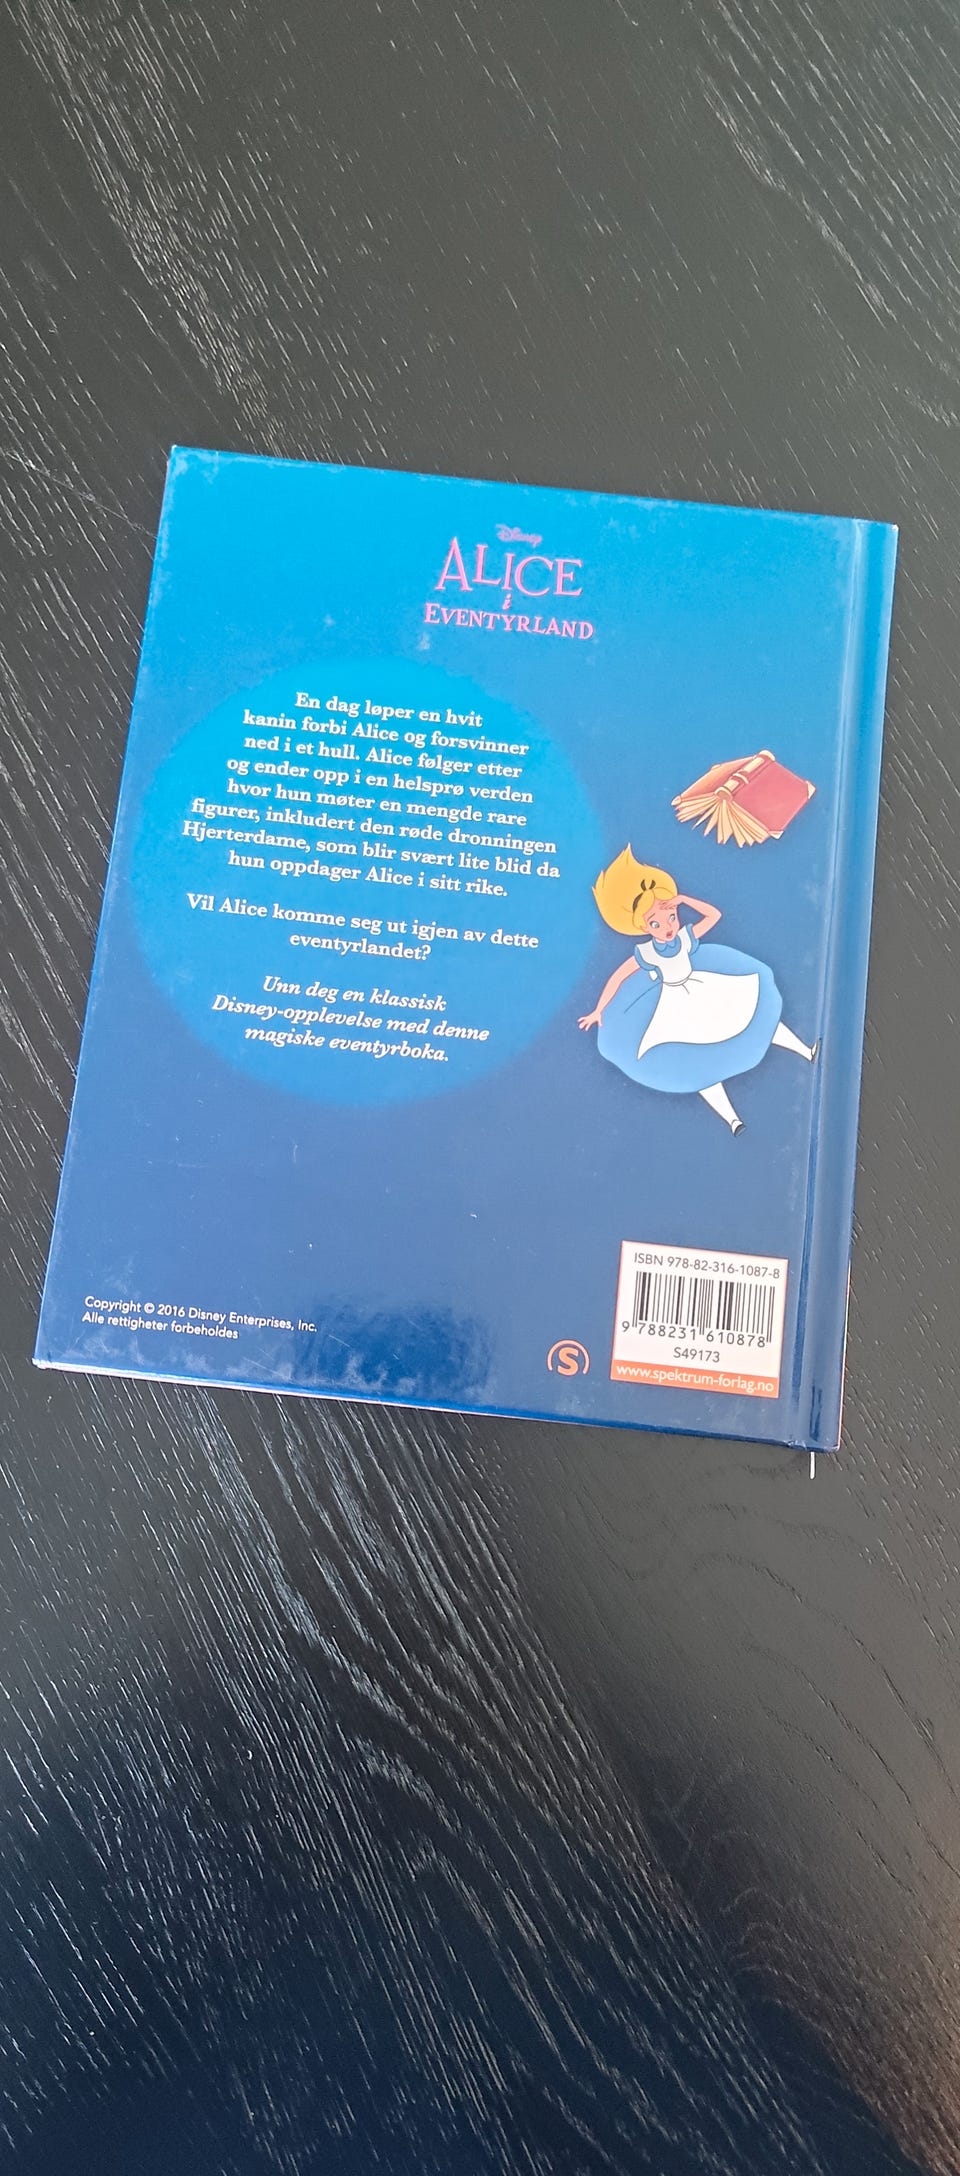 Disney
ALICE
i
EVENTYRLAND
En dag løper en hvit
kanin forbi Alice og forsvinner
ned i et hull. Alice følger etter
og ender opp i en helsprø verden
hvor hun møter en mengde rare
figurer, inkludert den røde dronningen
Hjerterdame, som blir svært lite blid da
hun oppdager Alice i sitt rike.
Vil Alice komme seg ut igjen av dette
eventyrlandet?
Unn deg en klassisk
Disney-opplevelse med denne
magiske eventyrboka.
Copyright © 2016 Disney Enterprises, Inc.
Alle rettigheter forbeholdes
S
ISBN 978-82-316-1087-8
9 788231 610878
S49173
www.spektrum-forlag.no